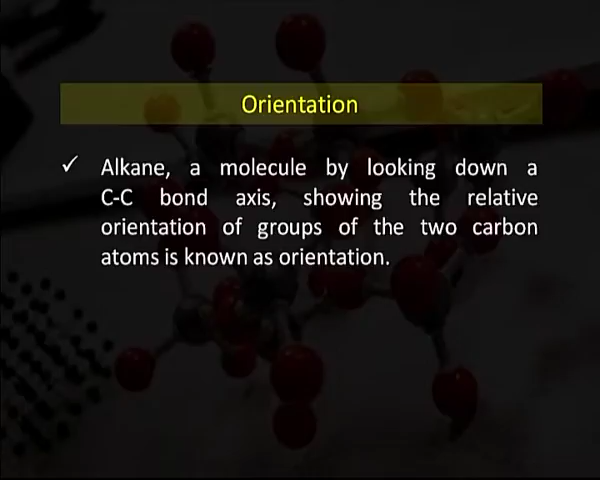 Orientation
✓ Alkane, a molecule by looking down a
C-C bond axis, showing the relative
orientation of groups of the two carbon
atoms is known as orientation.